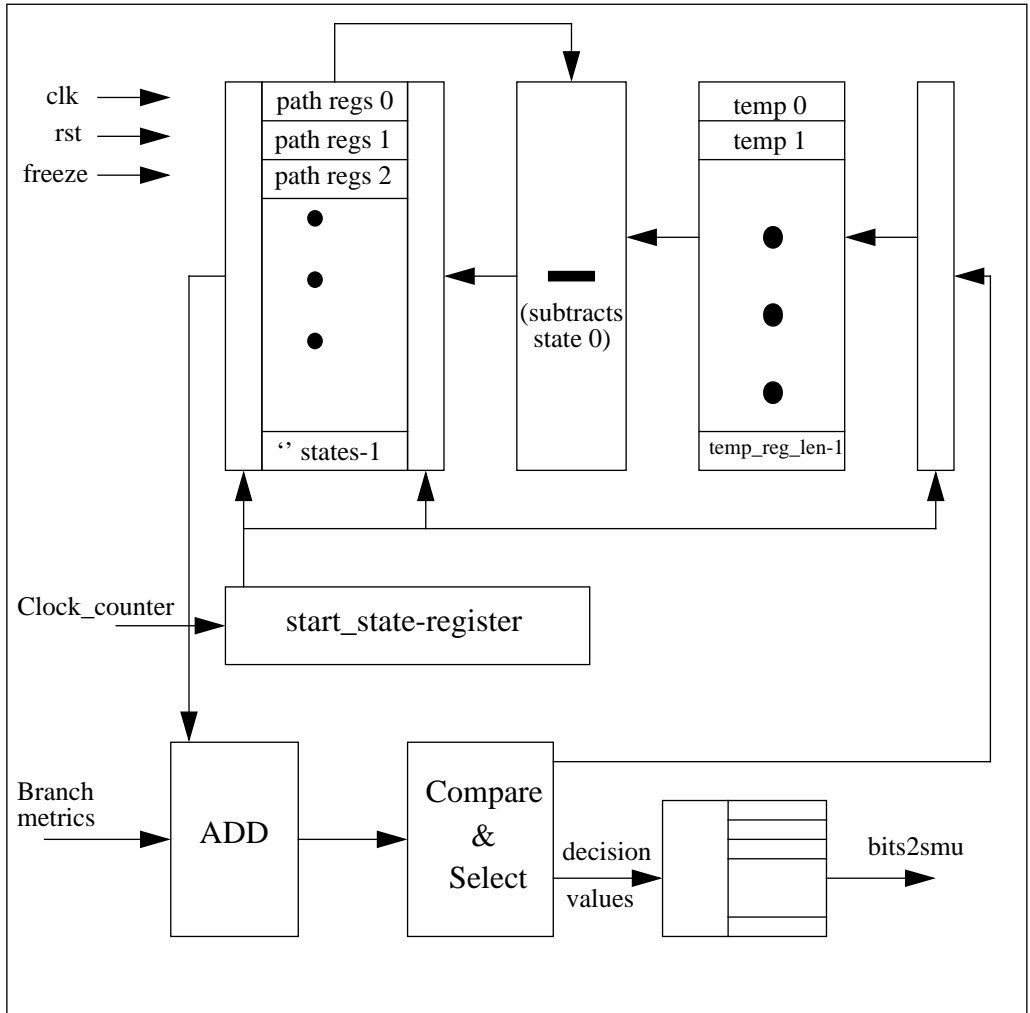 clk
rst
freeze
path regs 0
path regs 1
path regs 2
‘’ states-1
(subtracts
state 0)
temp 0
temp 1
temp_reg_len-1
Clock_counter
start_state-register
Branch
metrics
ADD
Compare
&
Select
decision
values
bits2smu